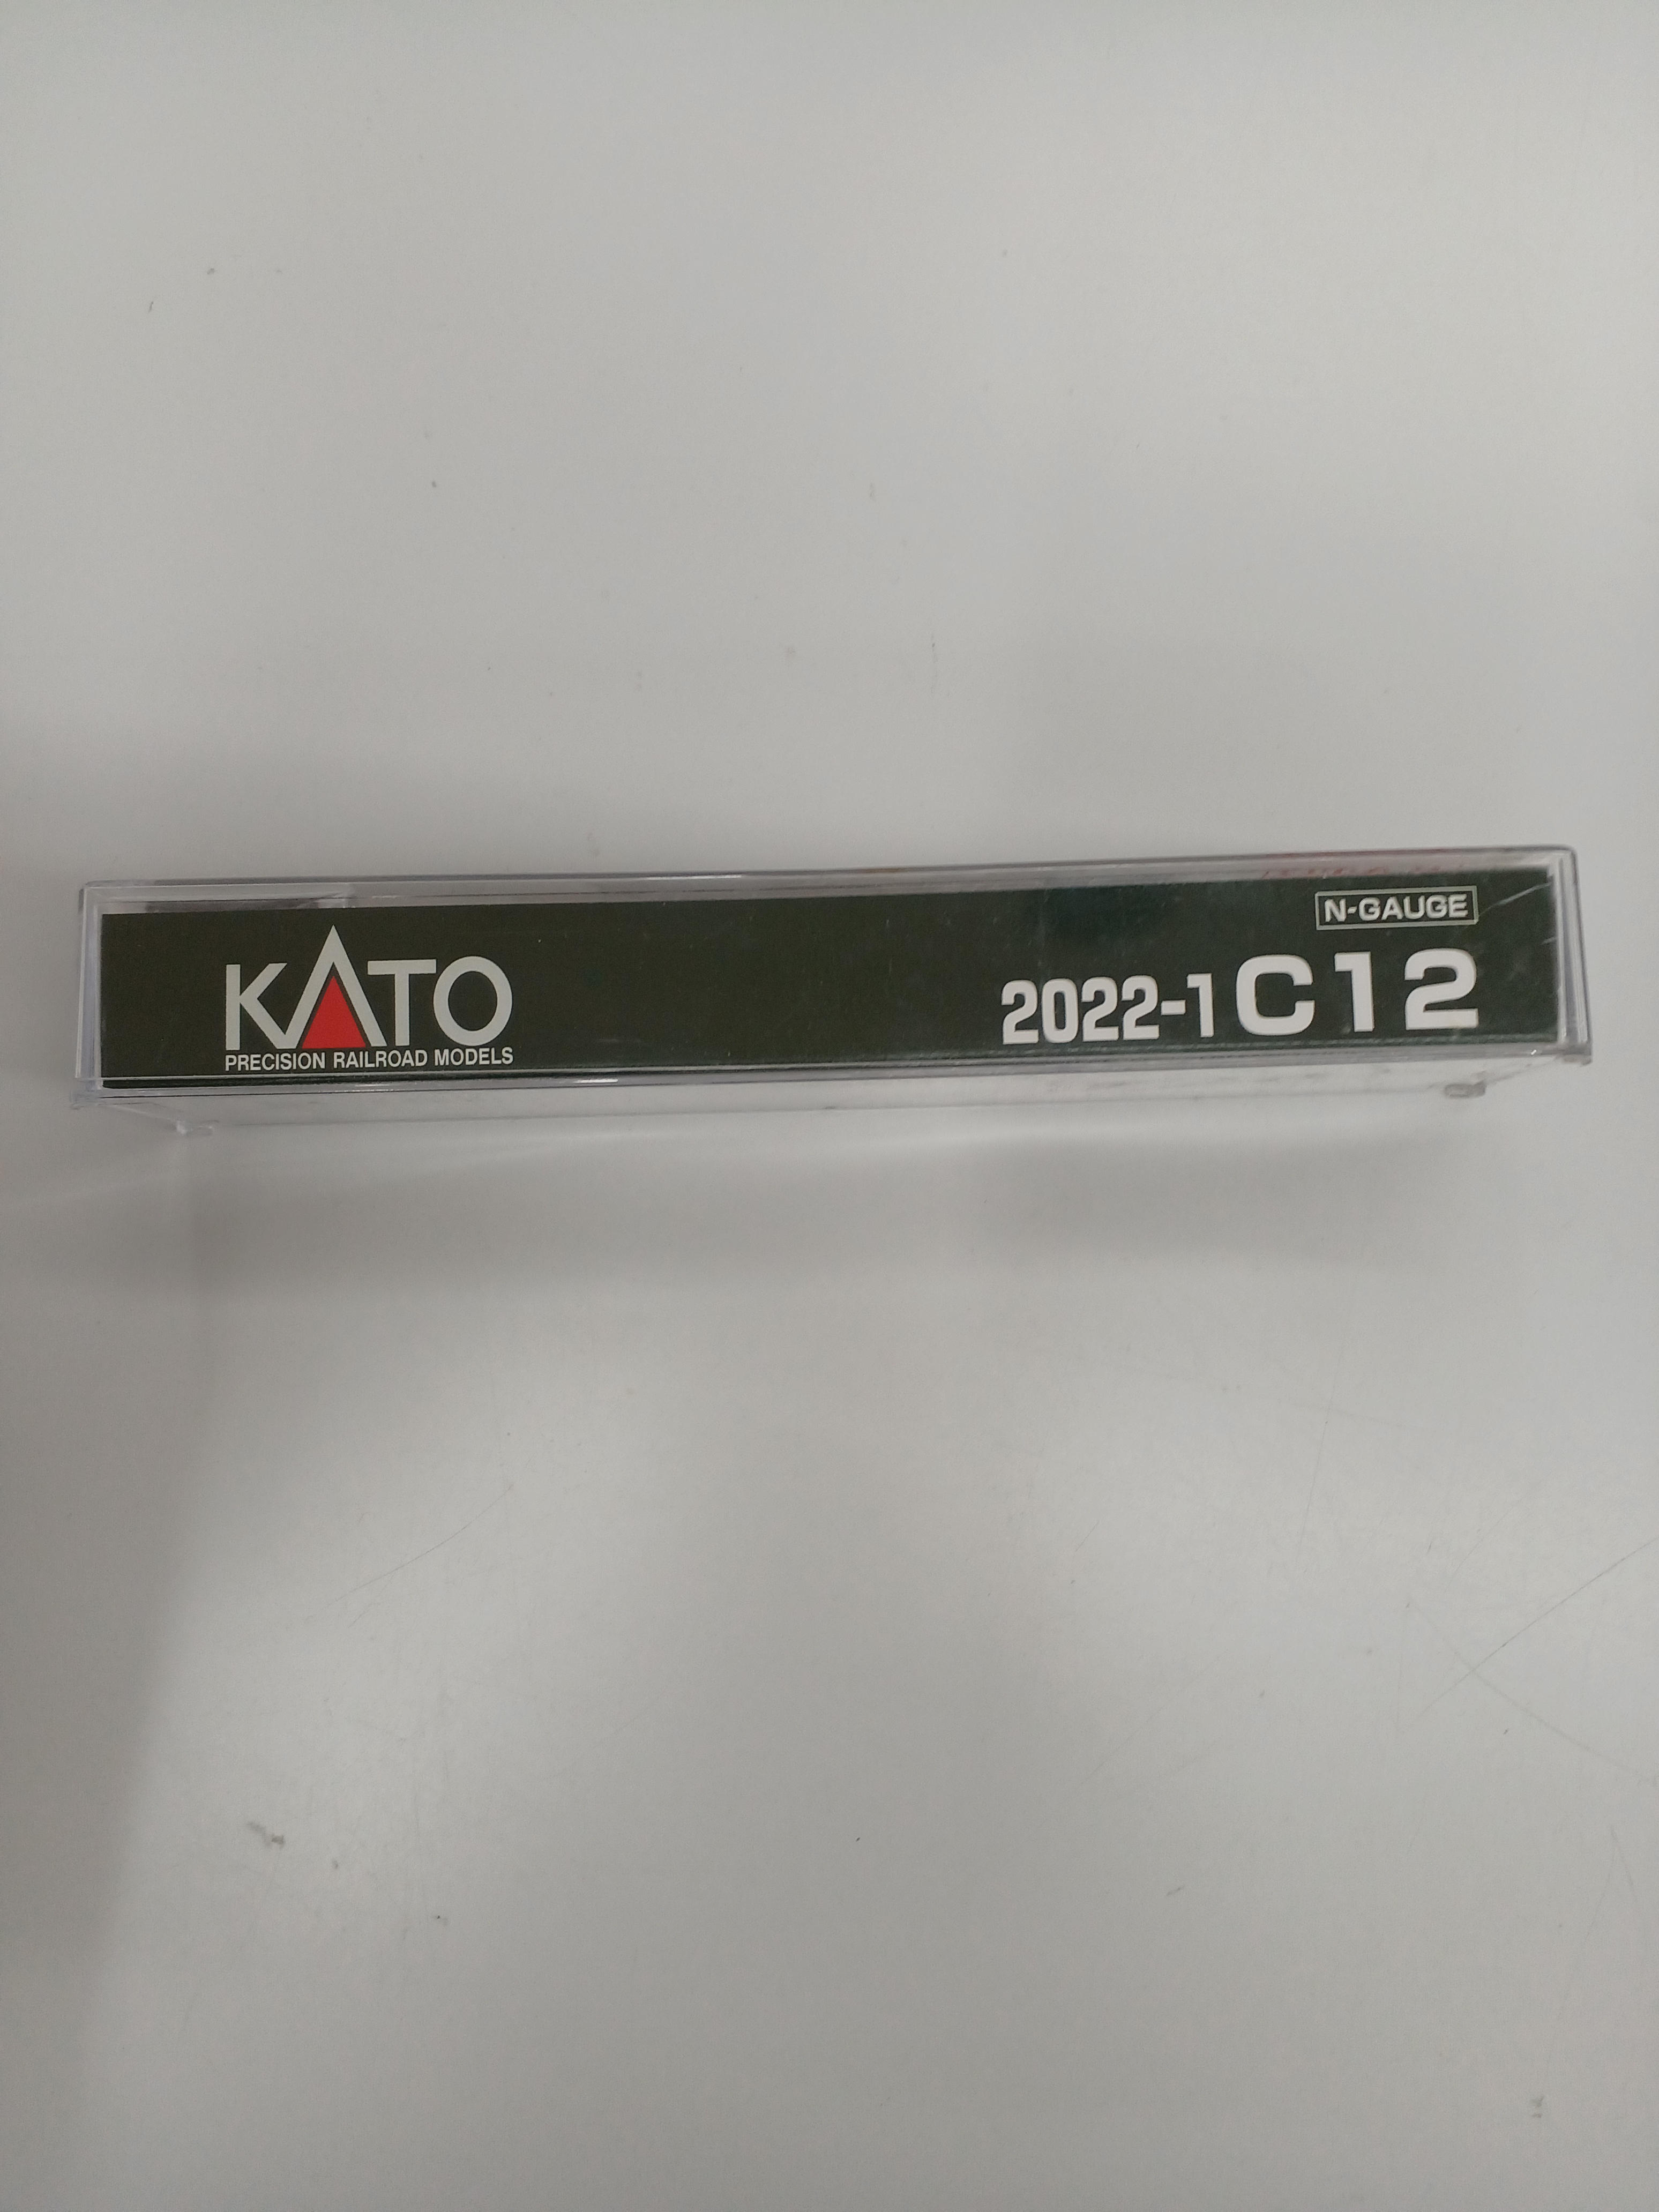 KATO
PRECISION RAILROAD MODELS
N-GAUGE
2022-1 C12